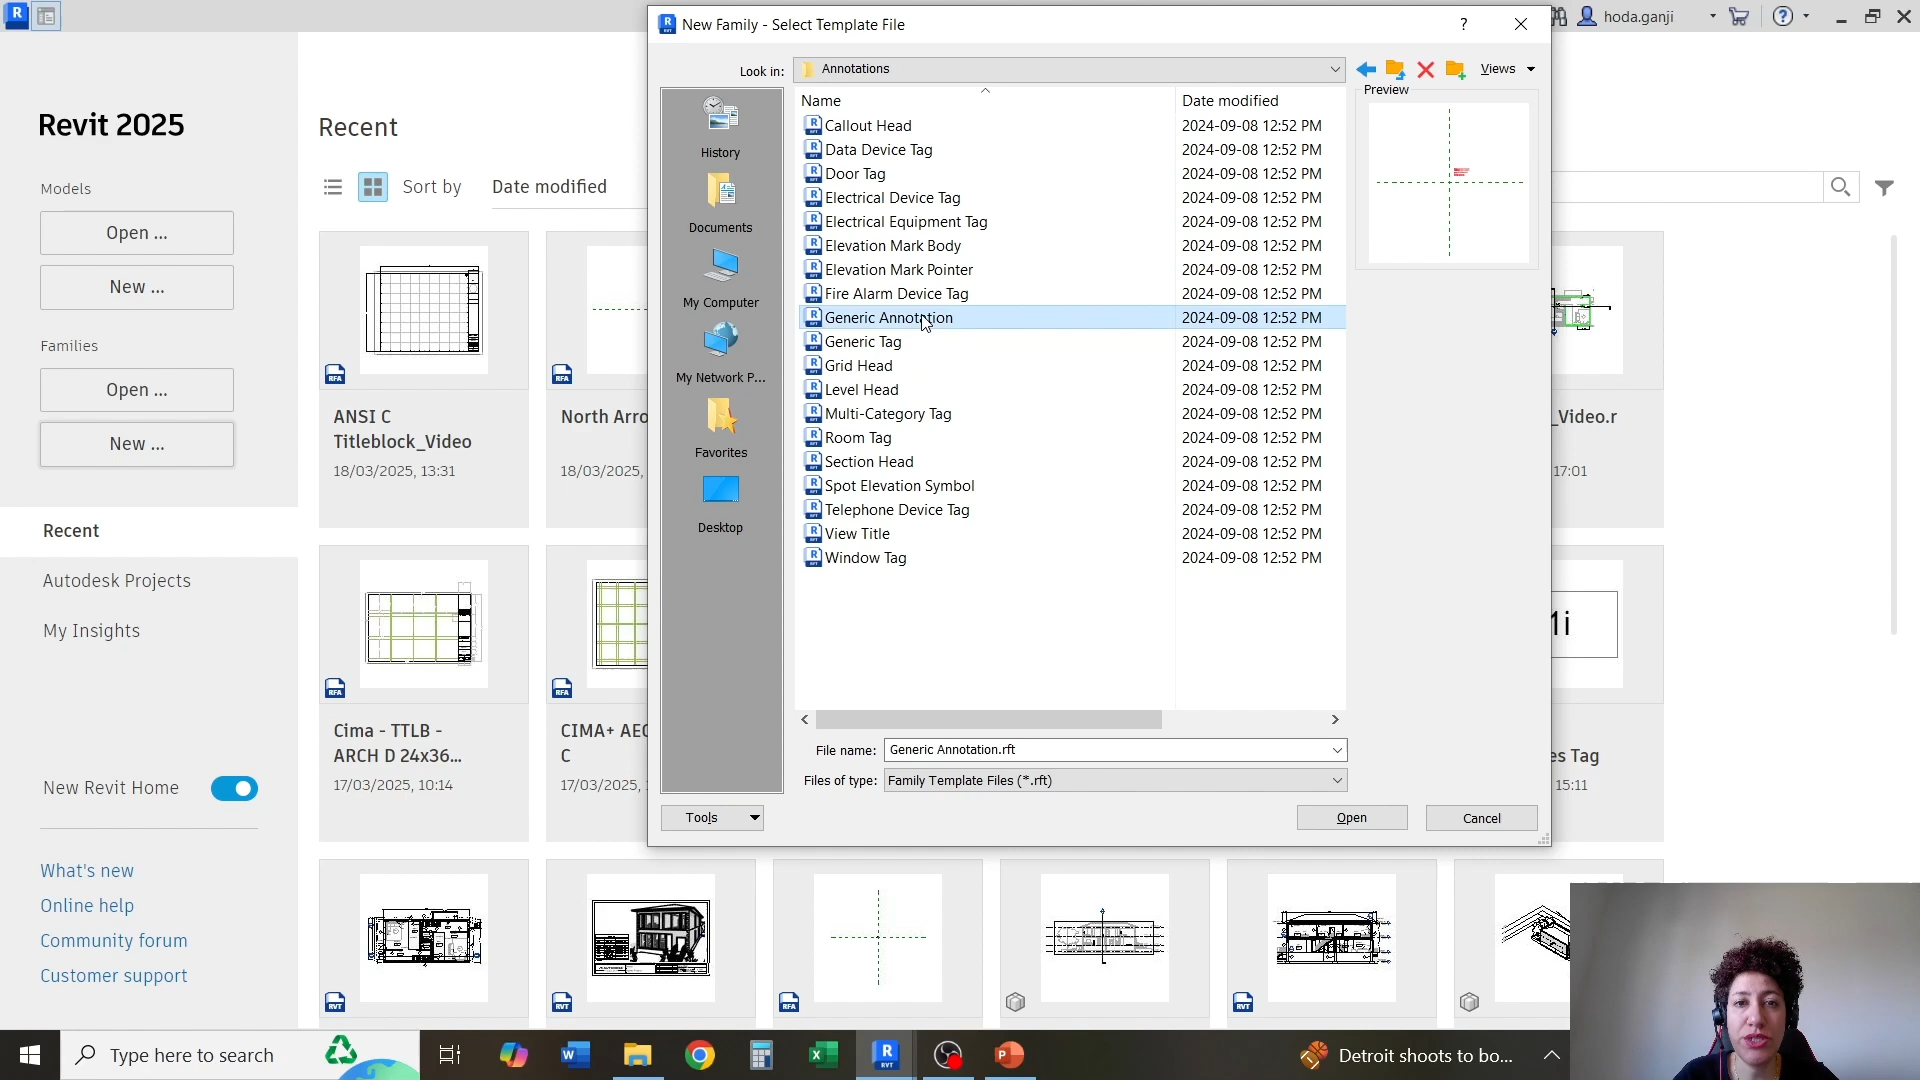 R
hoda.ganji
Revit 2025
Models
Open ...
New ...
Families
Open ...
New ...
Recent
Autodesk Projects
My Insights
New Revit Home
What's new
Online help
Community forum
Customer support
Recent
Sort by
Date modified
ANSI C
Titleblock_Video
18/03/2025, 13:31
North Arro
18/03/2025,
_Video.r
17:01
Cima - TTLB -
ARCH D 24x36...
17/03/2025, 10:14
CIMA+ AEC
C
17/03/2025,
es Tag
15:11
New Family - Select Template File
?
Look in:
Annotations
Views
Preview
History
Documents
My Computer
My Network P...
Favorites
Desktop
Name
Date modified
Callout Head 2024-09-08 12:52 PM
Data Device Tag 2024-09-08 12:52 PM
Door Tag 2024-09-08 12:52 PM
Electrical Device Tag 2024-09-08 12:52 PM
Electrical Equipment Tag 2024-09-08 12:52 PM
Elevation Mark Body 2024-09-08 12:52 PM
Elevation Mark Pointer 2024-09-08 12:52 PM
Fire Alarm Device Tag 2024-09-08 12:52 PM
Generic Annotation 2024-09-08 12:52 PM
Generic Tag 2024-09-08 12:52 PM
Grid Head 2024-09-08 12:52 PM
Level Head 2024-09-08 12:52 PM
Multi-Category Tag 2024-09-08 12:52 PM
Room Tag 2024-09-08 12:52 PM
Section Head 2024-09-08 12:52 PM
Spot Elevation Symbol 2024-09-08 12:52 PM
Telephone Device Tag 2024-09-08 12:52 PM
View Title 2024-09-08 12:52 PM
Window Tag 2024-09-08 12:52 PM
File name: Generic Annotation.rft
Files of type: Family Template Files (*.rft)
Tools
Open
Cancel
Type here to search
Detroit shoots to bo...